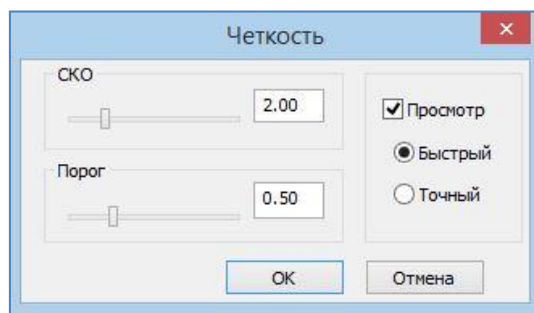 Четкость
СКО
2.00
Просмотр
Быстрый
Порог
0.50
Точный
OK
Отмена